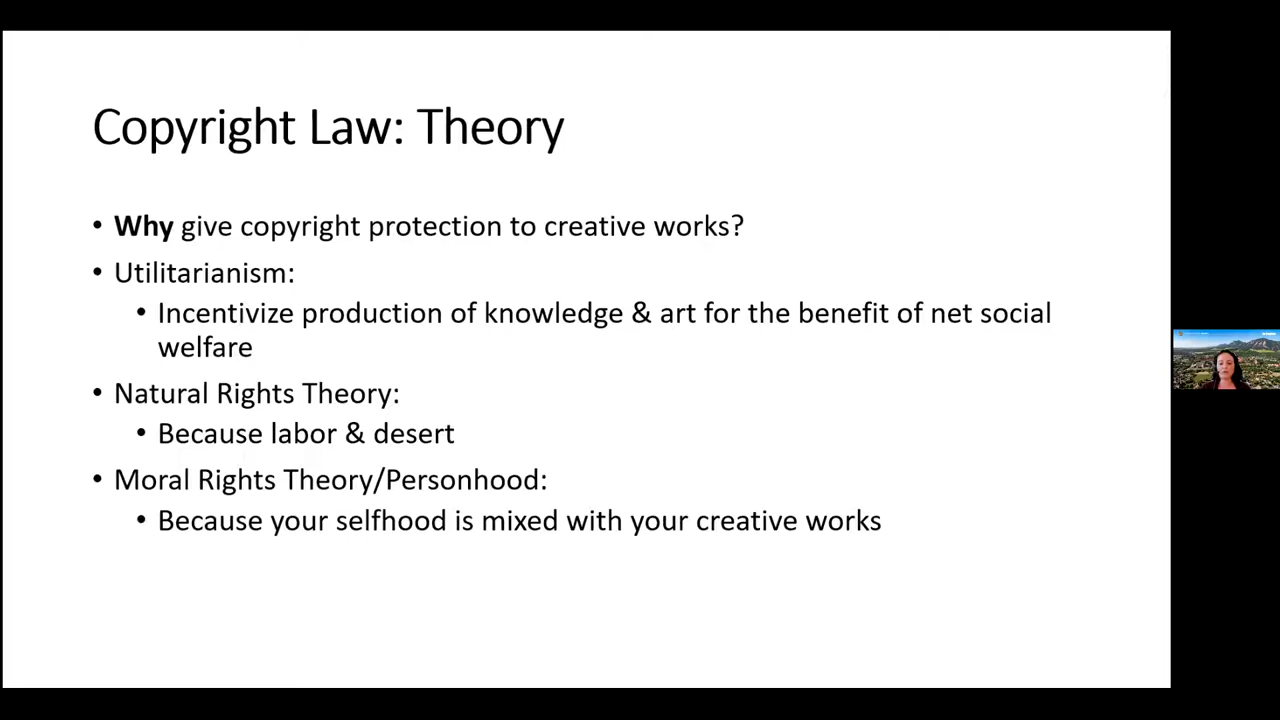 Copyright Law: Theory
• Why give copyright protection to creative works?
• Utilitarianism:
• Incentivize production of knowledge & art for the benefit of net social
welfare
• Natural Rights Theory:
• Because labor & desert
• Moral Rights Theory/Personhood:
• Because your selfhood is mixed with your creative works